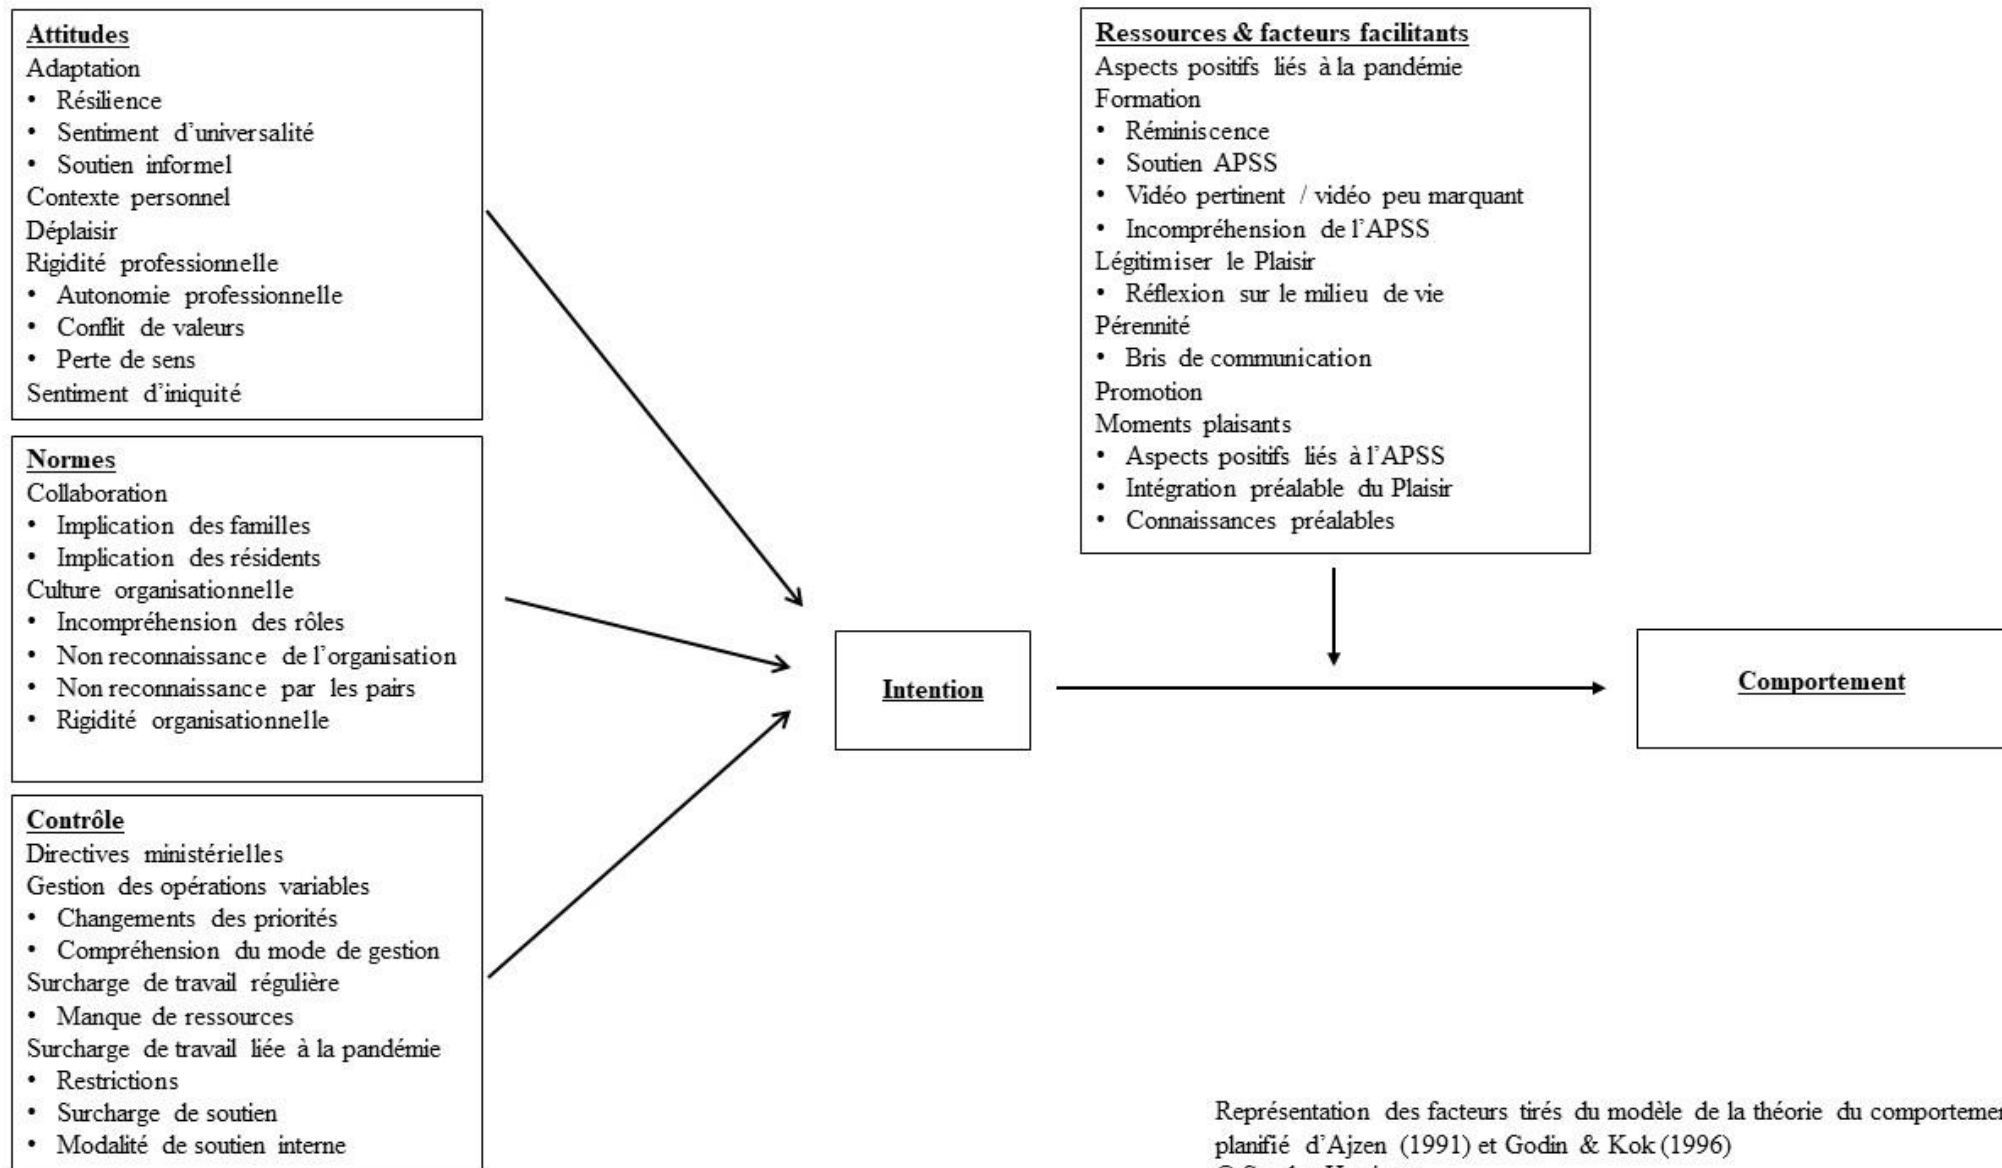 Attitudes
Adaptation
• Résilience
• Sentiment d'universalité
• Soutien informel
Contexte personnel
Déplaisir
Rigidité professionnelle
• Autonomie professionnelle
• Conflit de valeurs
• Perte de sens
Sentiment d'iniquité
Normes
Collaboration
• Implication des familles
• Implication des résidents
Culture organisationnelle
• Incompréhension des rôles
• Non reconnaissance de l'organisation
• Non reconnaissance par les pairs
• Rigidité organisationnelle
Contrôle
Directives ministérielles
Gestion des opérations variables
• Changements des priorités
• Compréhension du mode de gestion
Surcharge de travail régulière
• Manque de ressources
Surcharge de travail liée à la pandémie
• Restrictions
• Surcharge de soutien
• Modalité de soutien interne
Intention
Ressources & facteurs facilitants
Aspects positifs liés à la pandémie
Formation
• Réminiscence
• Soutien APSS
• Vidéo pertinent / vidéo peu marquant
• Incompréhension de l'APSS
Légitimiser le Plaisir
• Réflexion sur le milieu de vie
Pérennité
• Bris de communication
Promotion
Moments plaisants
• Aspects positifs liés à l'APSS
• Intégration préalable du Plaisir
• Connaissances préalables
Comportement
Représentation des facteurs tirés du modèle de la théorie du
planifié d'Ajzen (1991) et Godin & Kok (1996)